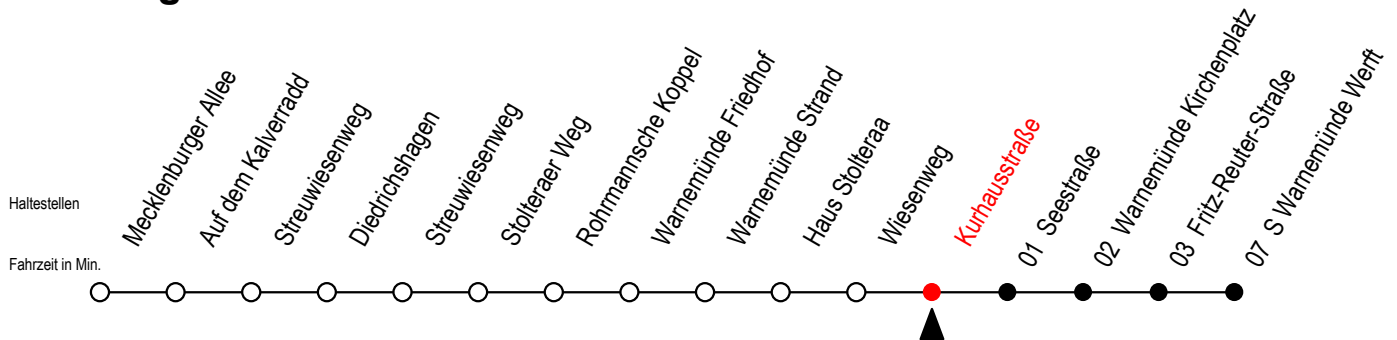 Haltestellen
Fahrzeit in Min.
Mecklenburger Allee
Auf dem Kalverradd
Streuwiesenweg
Diedrichshagen
Streuwiesenweg
Stolteraer Weg
Rohrmannsche Koppel
Warnemünde Friedhof
Warnemünde Strand
Haus Stolteraa
Wiesenweg
Kurhausstraße
01 Seestraße
02 Warnemünde Kirchenplatz
03 Fritz-Reuter-Straße
07 S Warnemünde Werft